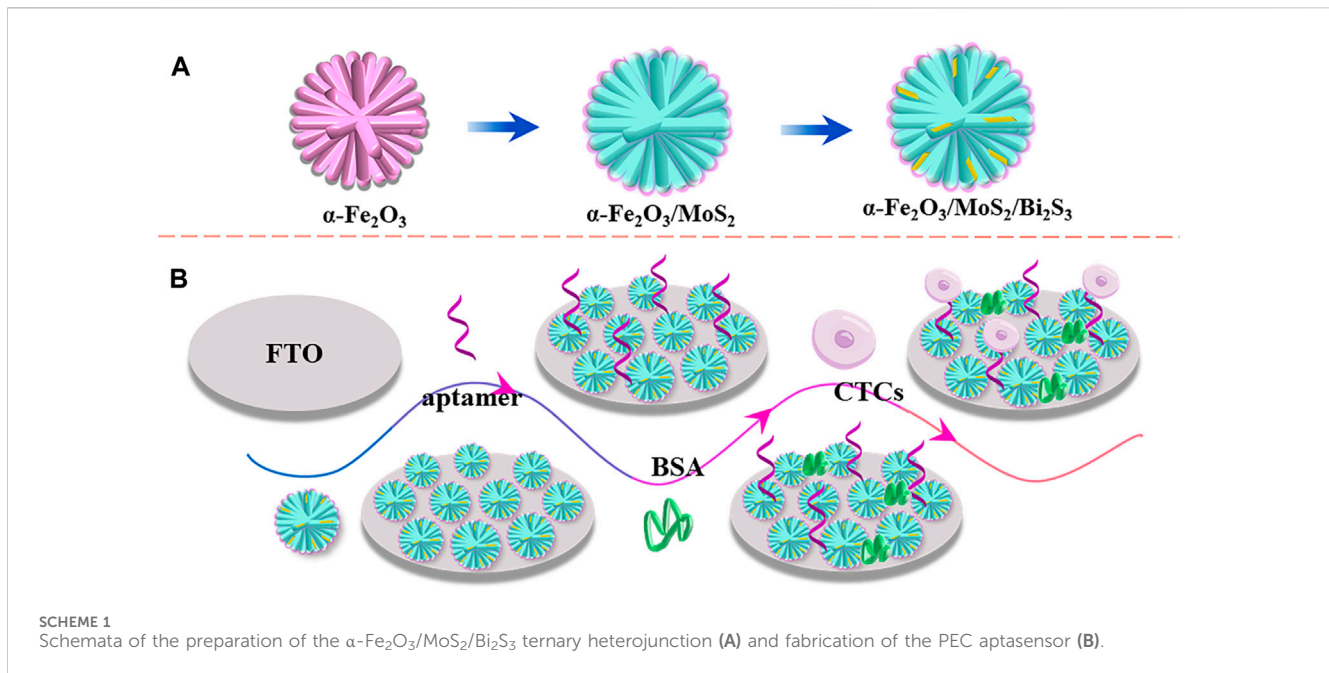 A
α-Fe₂O₃
α-Fe₂O₃/MoS₂
α-Fe₂O₃/MoS₂/Bi₂S₃
B
FTO
aptamer
BSA
CTCs
SCHEME 1
Schemata of the preparation of the α-Fe₂O₃/MoS₂/Bi₂S₃ ternary heterojunction (A) and fabrication of the PEC aptasensor (B).